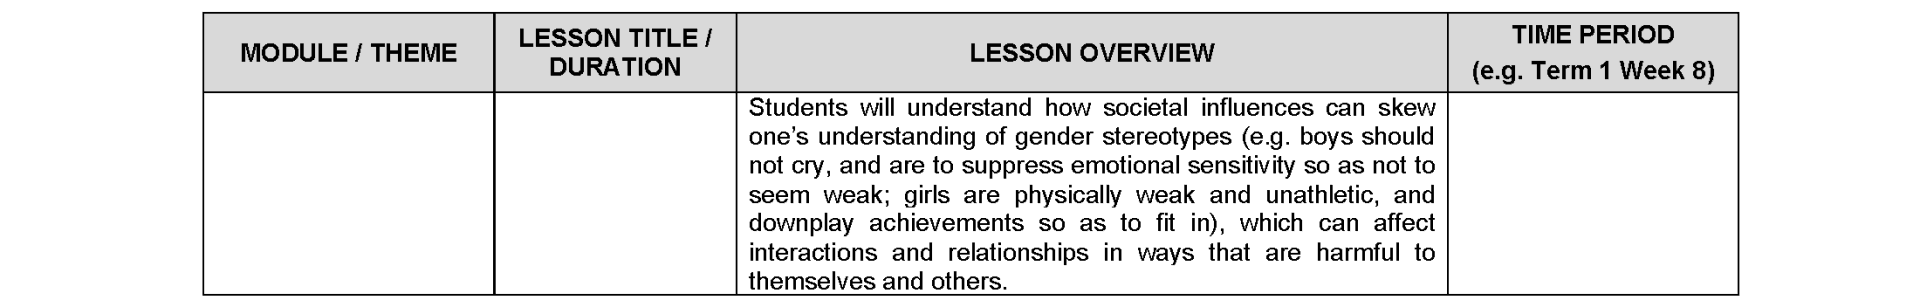 MODULE / THEME
LESSON TITLE /
DURATION
LESSON OVERVIEW
TIME PERIOD
(e.g. Term 1 Week 8)
Students will understand how societal influences can skew
one's understanding of gender stereotypes (e.g. boys should
not cry, and are to suppress emotional sensitivity so as not to
seem weak; girls are physically weak and unathletic, and
downplay achievements so as to fit in), which can affect
interactions and relationships in ways that are harmful to
themselves and others.